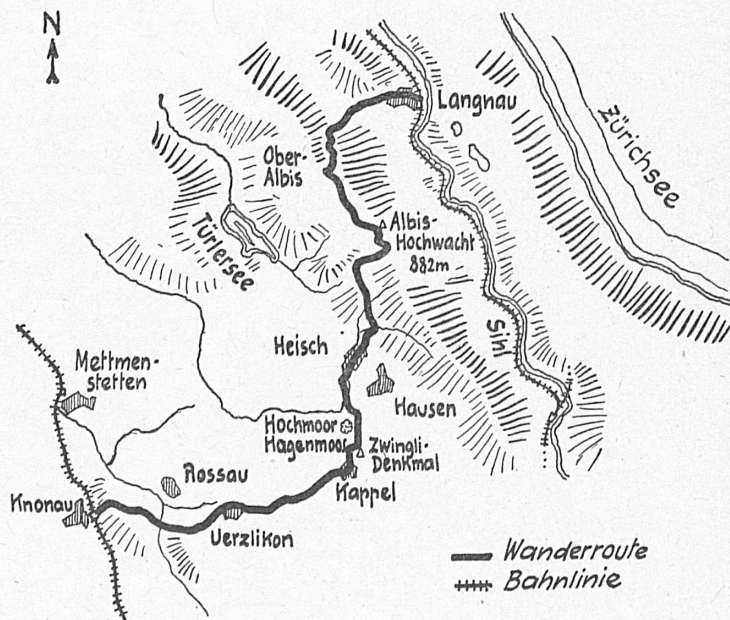 N
Langnau
Zürichsee
Ober-
Albis
Albis-
Hochwacht
882m
Türlersee
Sihl
Heisch
Mettmen-
stetten
Hausen
Hochmoor
Hagenmoor
Zwingli-
Denkmal
Rossau
Kappel
Knonau
Uerzlikon
Wanderroute
Bahnlinie